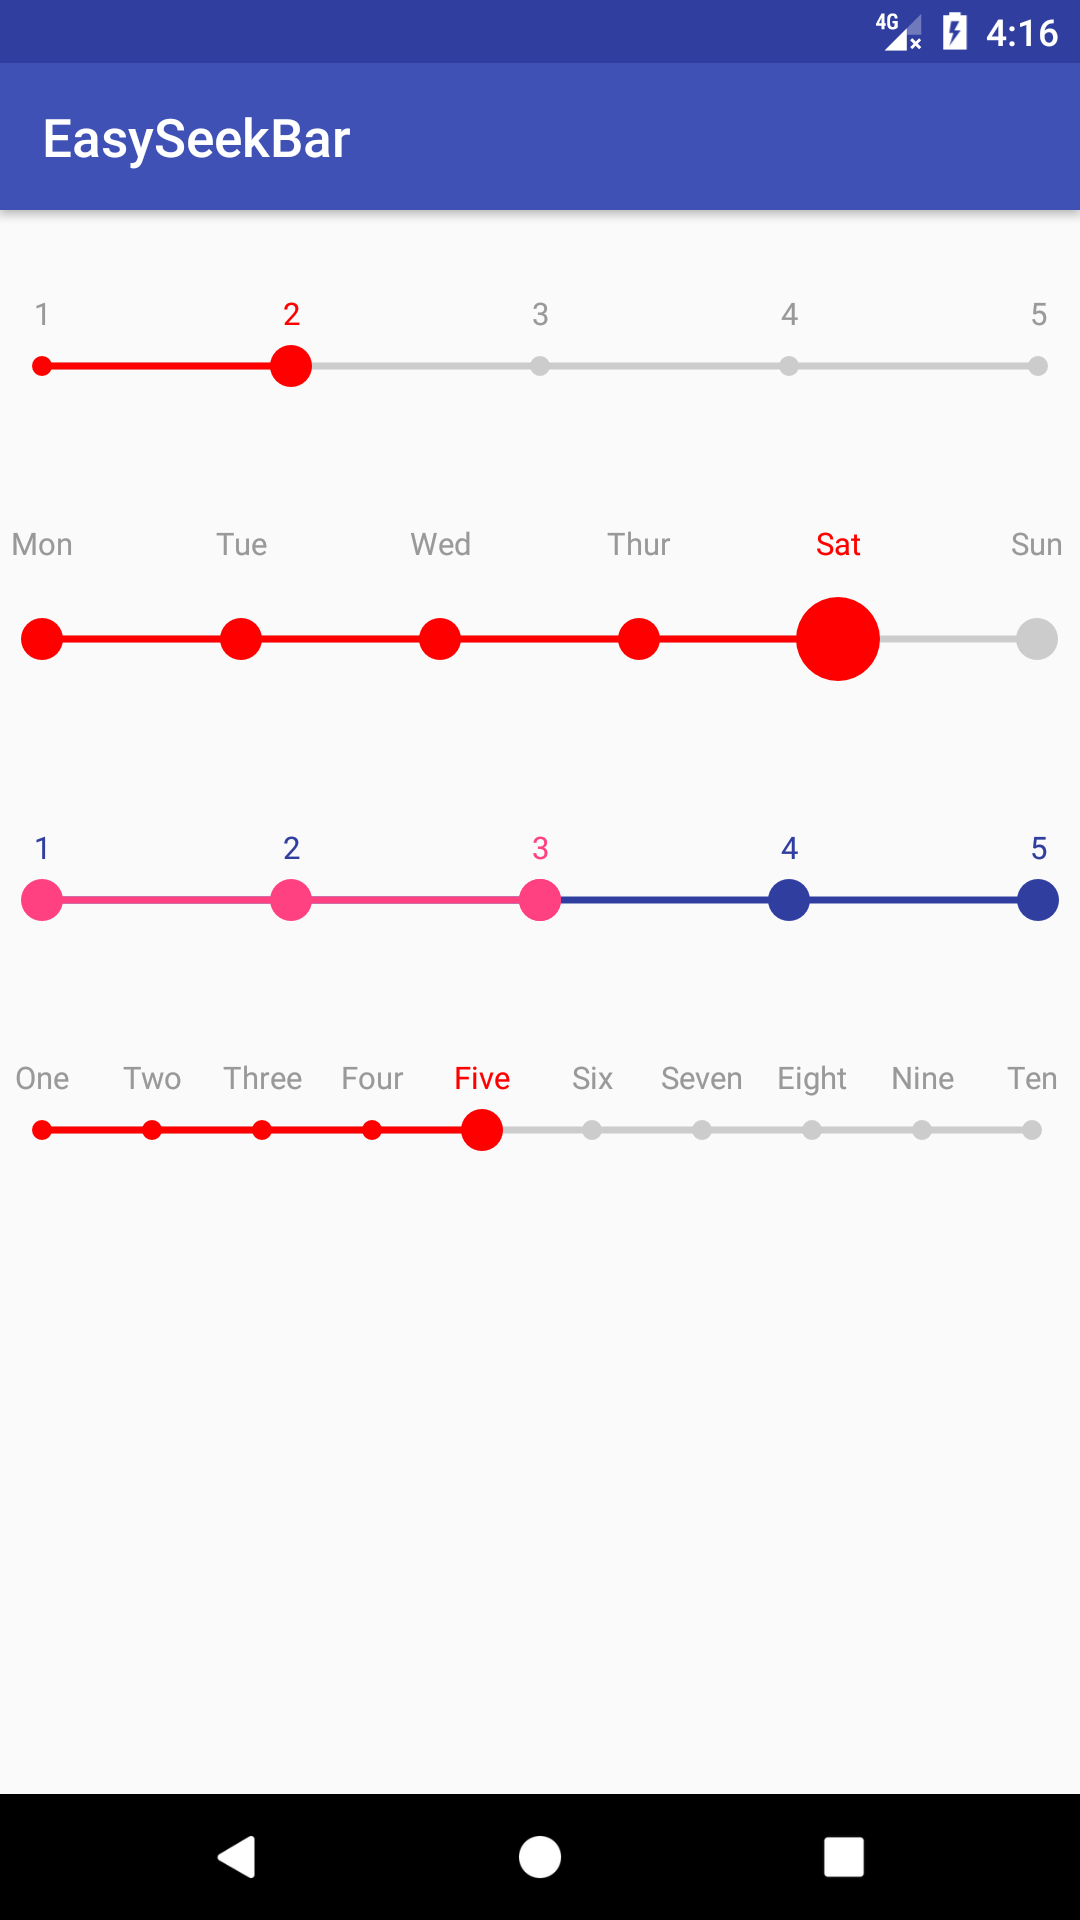 4G 4:16
EasySeekBar
1 2 3 4 5
Mon Tue Wed Thur Sat Sun
1 2 3 4 5
One Two Three Four Five Six Seven Eight Nine Ten